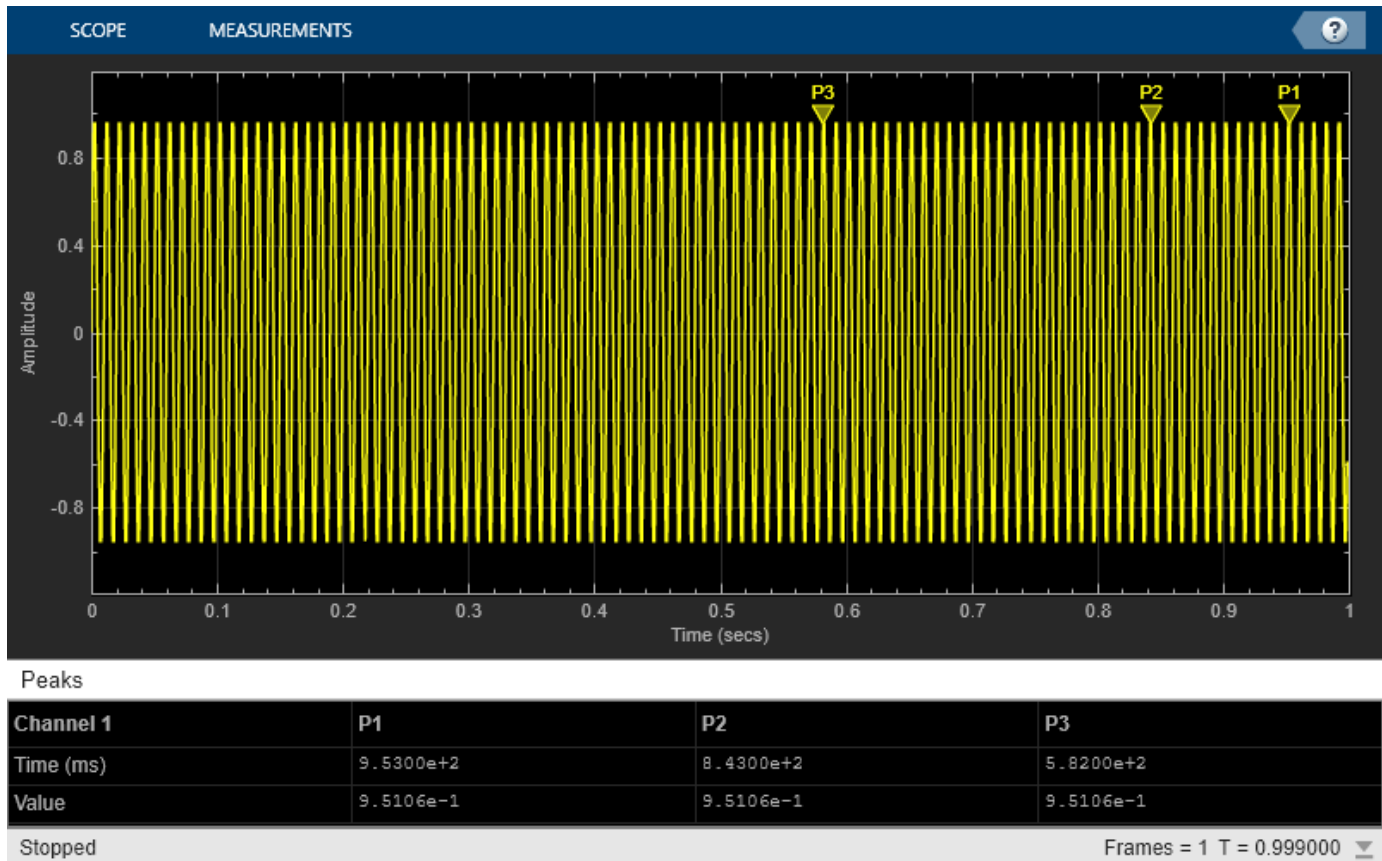 SCOPE MEASUREMENTS ?
P3 P2 P1
0.8
0.4
0
-0.4
-0.8
Amplitude
0 0.1 0.2 0.3 0.4 0.5 0.6 0.7 0.8 0.9 1
Time (secs)
Peaks
Channel 1 P1 P2 P3
Time (ms) 9.5300e+2 8.4300e+2 5.8200e+2
Value 9.5106e-1 9.5106e-1 9.5106e-1
Stopped Frames = 1 T = 0.999000